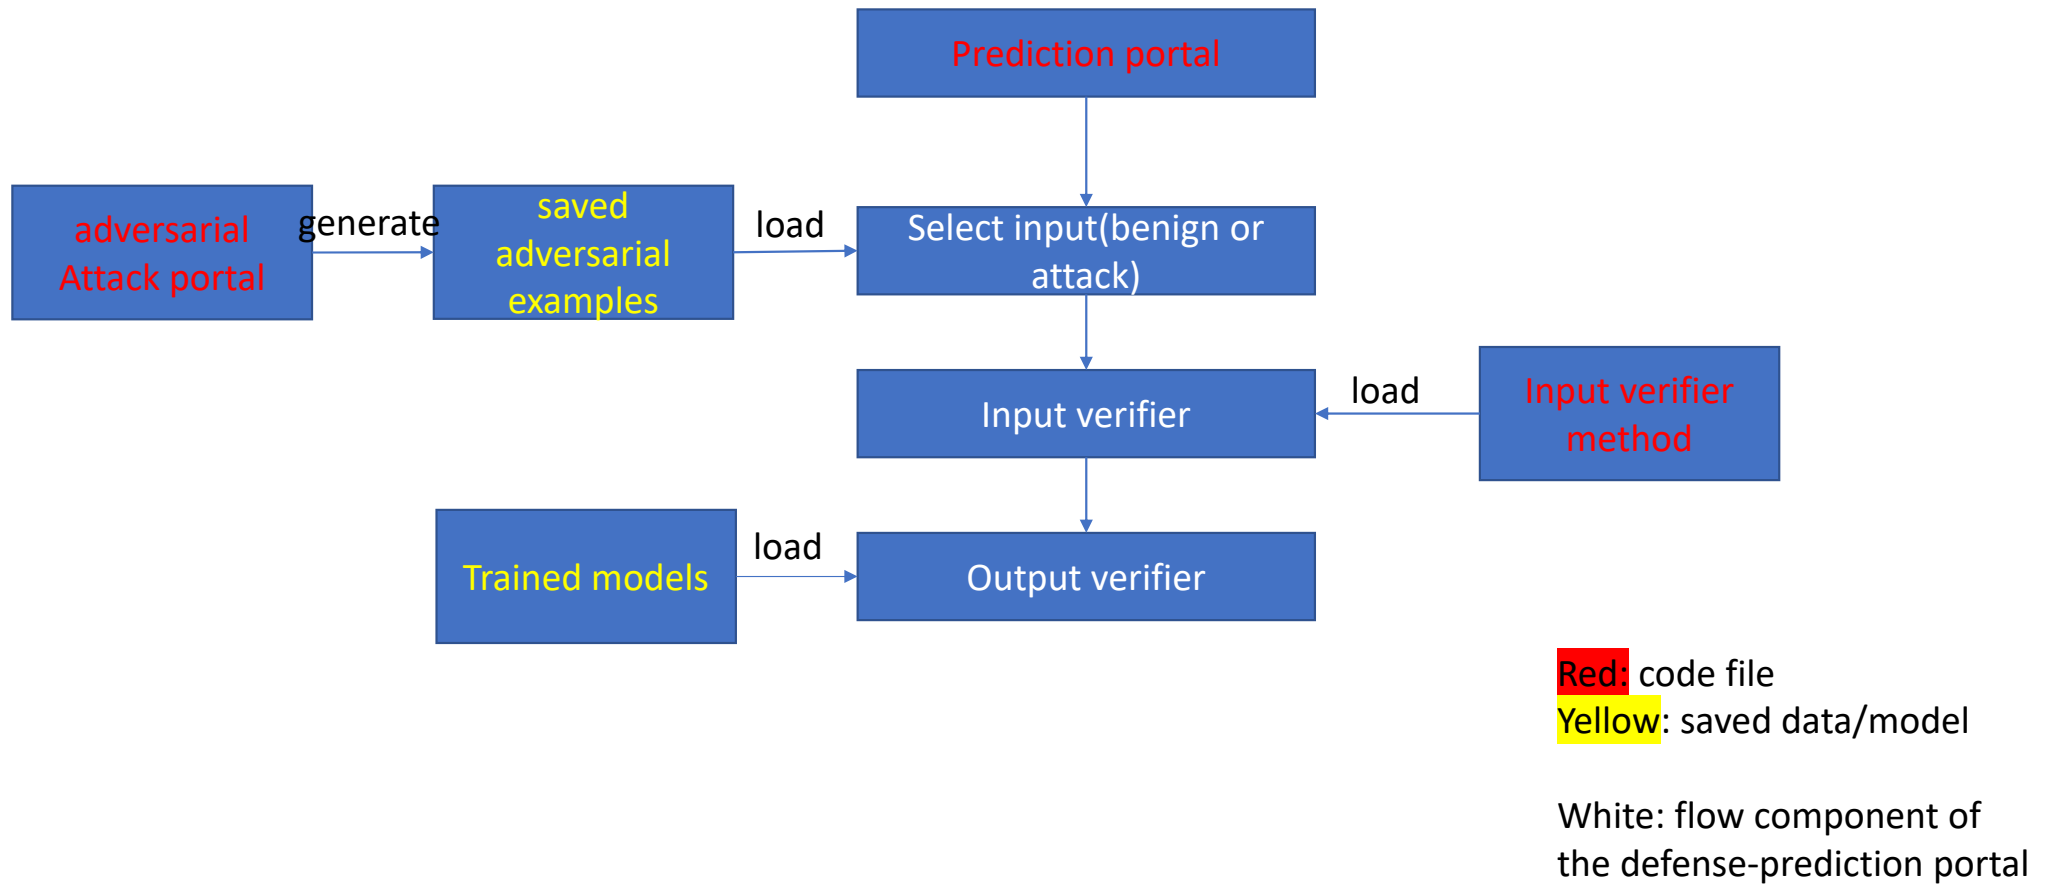 Prediction portal
adversarial
Attack portal
generate
saved
adversarial
examples
load
Select input(benign or
attack)
Input verifier
load
Input verifier
method
Trained models
load
Output verifier
Red: code file
Yellow: saved data/model
White: flow component of
the defense-prediction portal